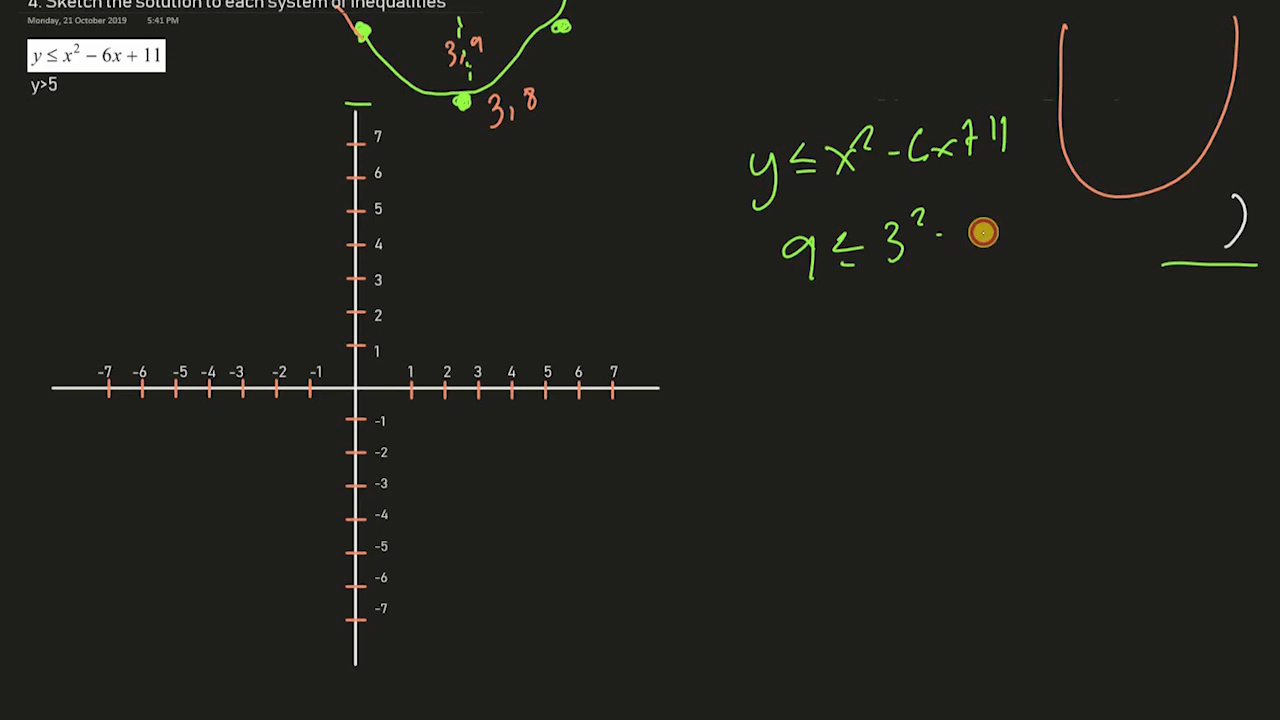 4. Sketch the solution to each system of inequalities
Monday, 21 October 2019 5:41 PM
y ≤ x² − 6x + 11
y>5
3, 9
3, 8
y ≤ x² - 6x + 11
9 ≤ 3² -
)
7
6
5
4
3
2
1
-7 -6 -5 -4 -3 -2 -1 1 2 3 4 5 6 7
-1
-2
-3
-4
-5
-6
-7